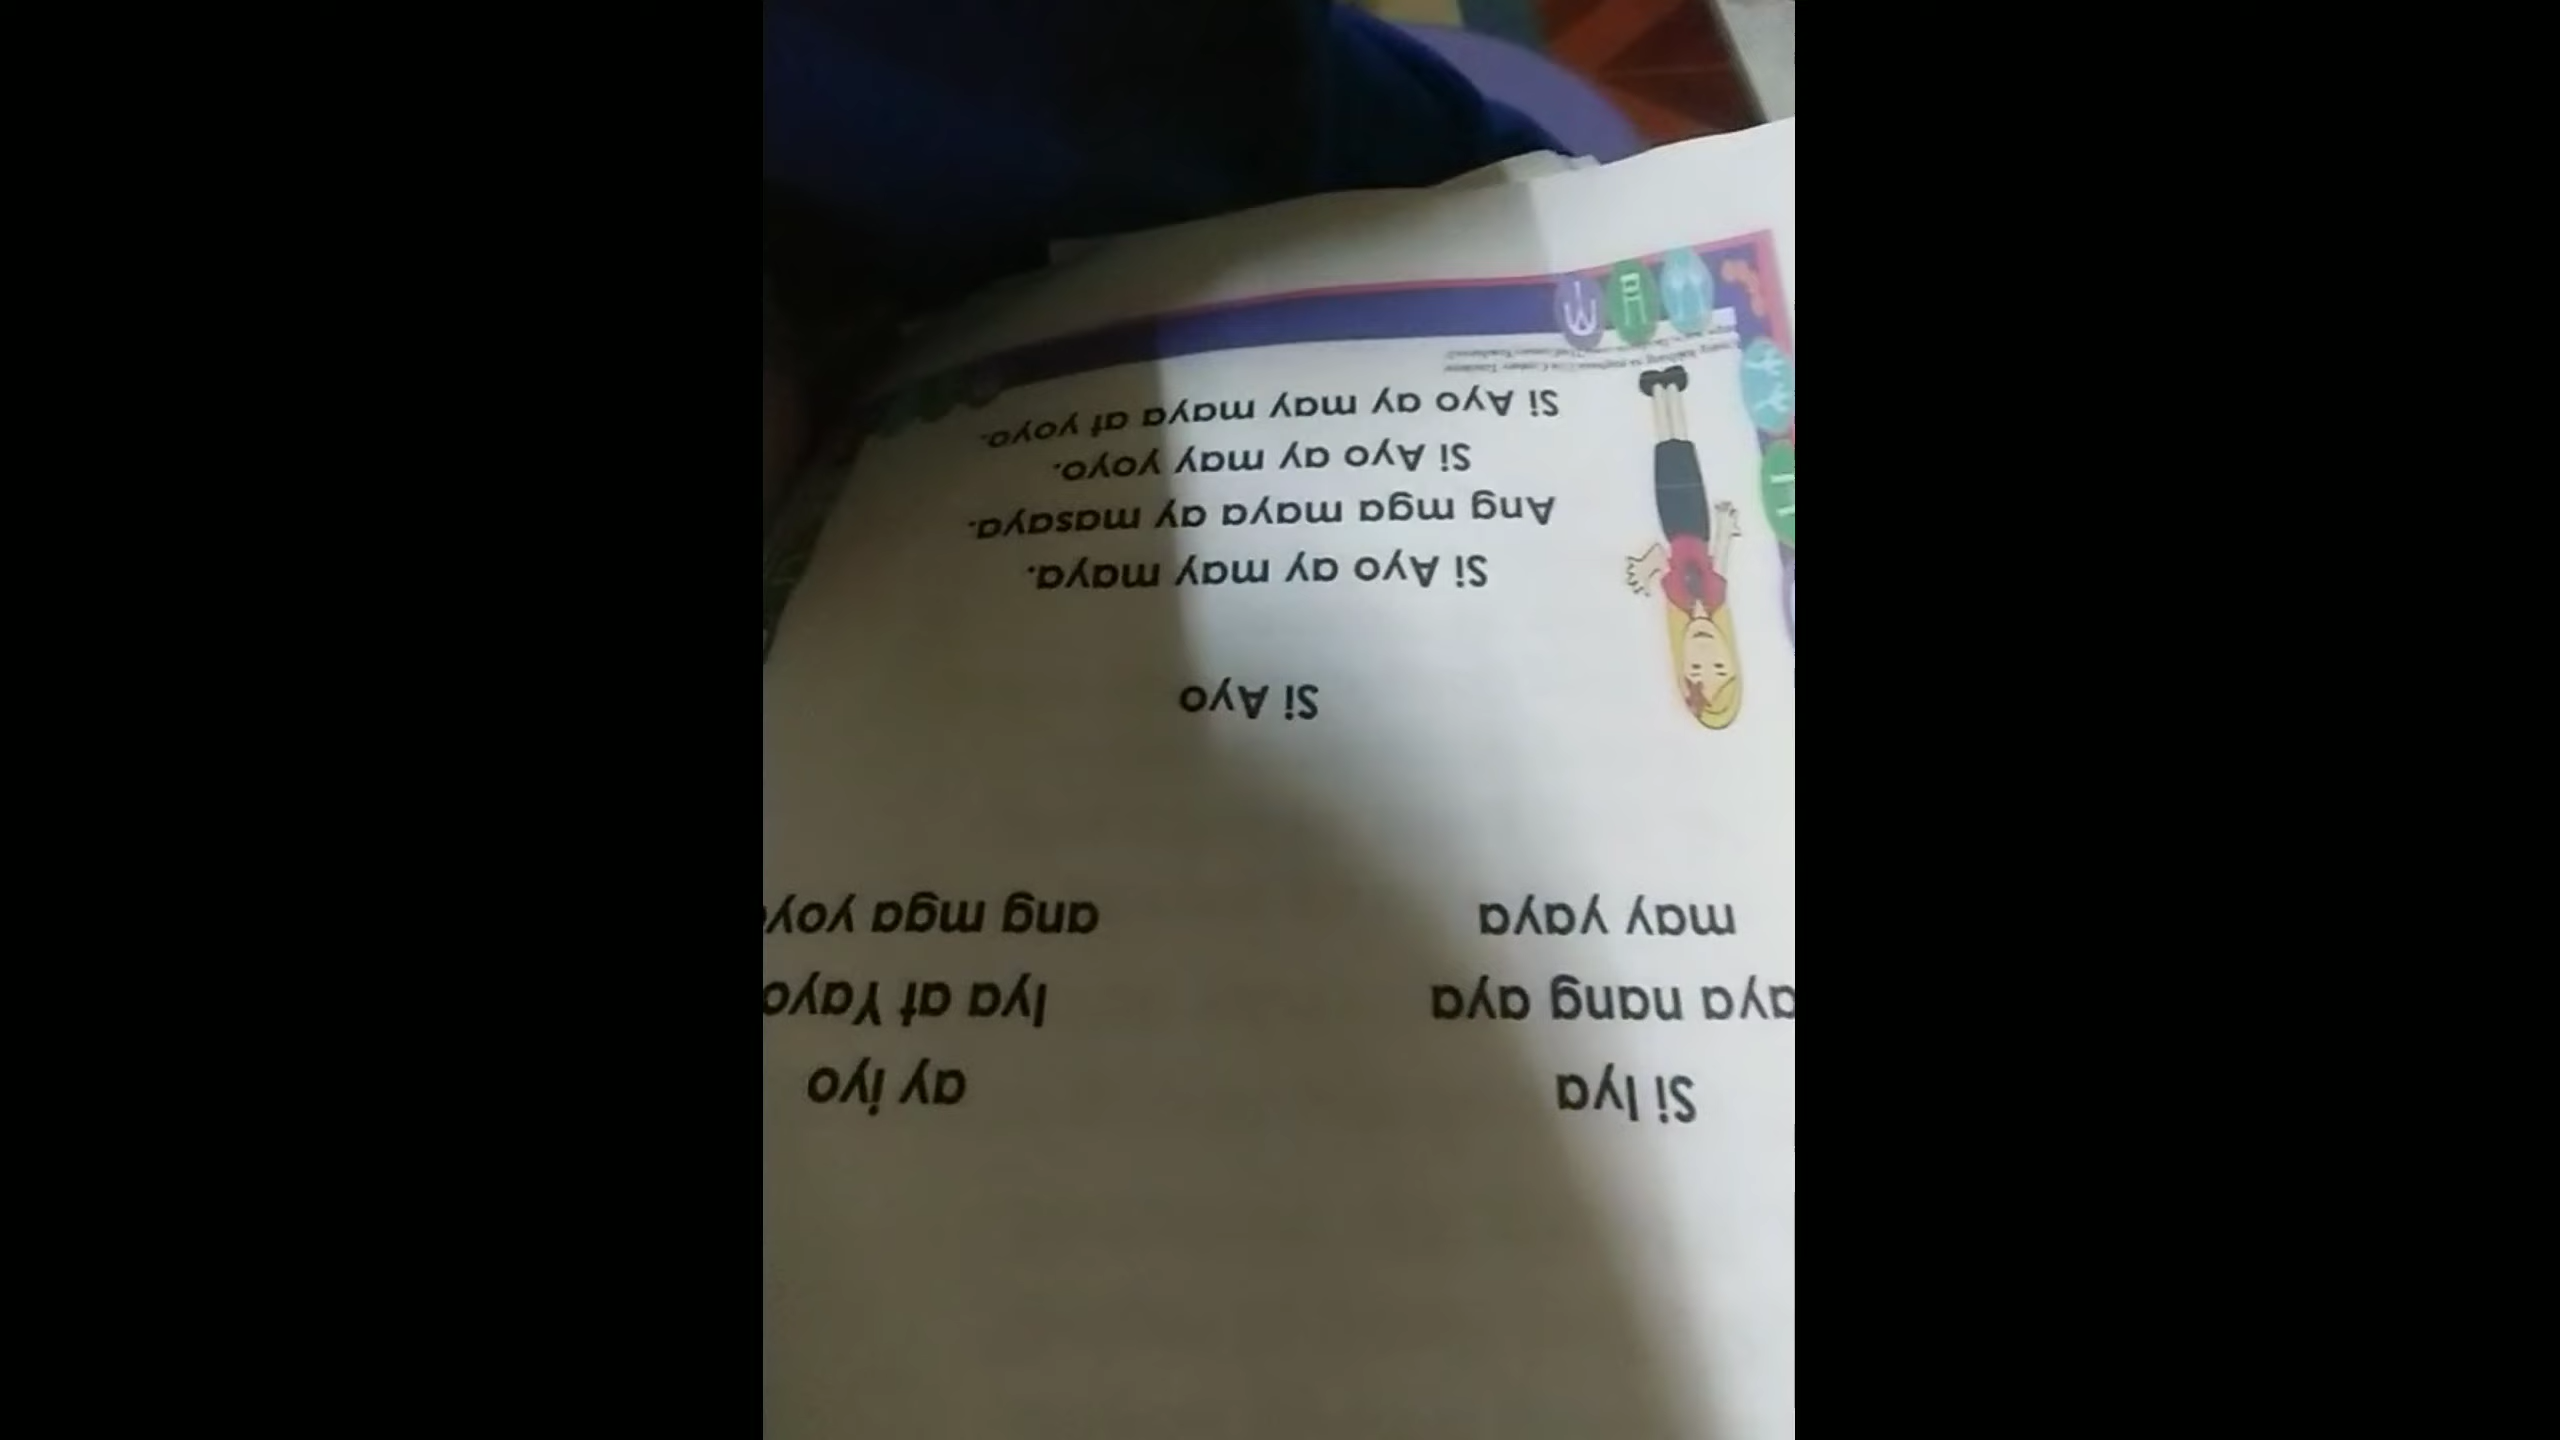 Si Iya ay iyo
aya nang aya Iya at Yayo
may yaya ang mga yoyo
Si Ayo
Si Ayo ay may maya.
Ang mga maya ay masaya.
Si Ayo ay may yoyo.
Si Ayo ay may maya at yoyo.